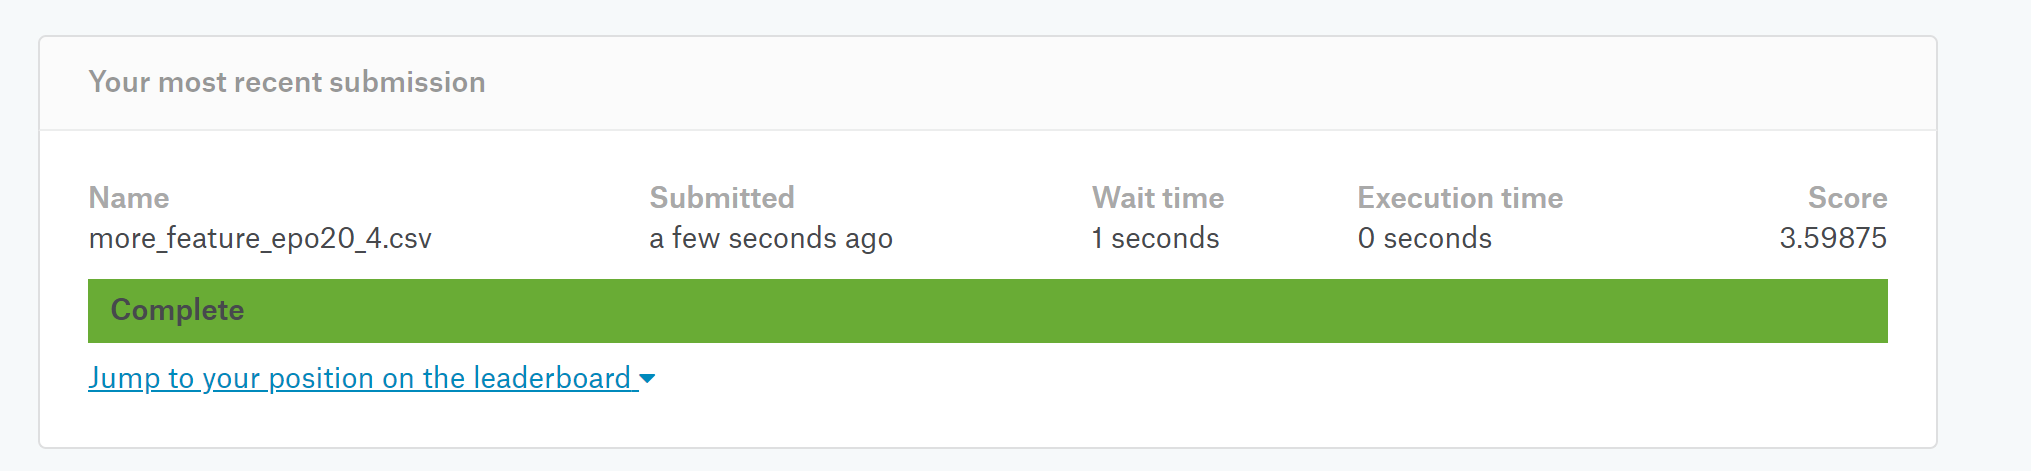 Your most recent submission
Name Submitted Wait time Execution time Score
more_feature_epo20_4.csv a few seconds ago 1 seconds 0 seconds 3.59875
Complete
Jump to your position on the leaderboard